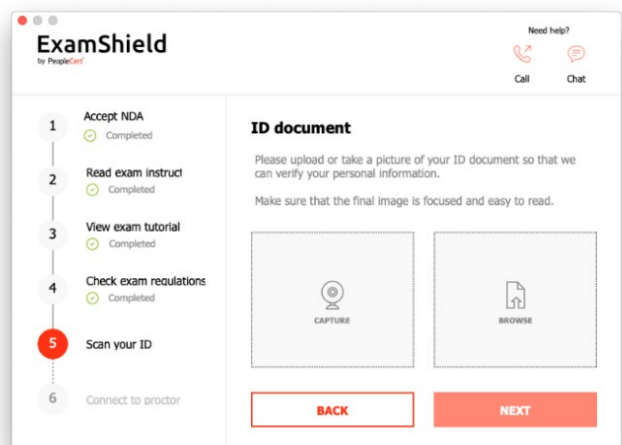 ExamShield
by PeopleCert
Need help?
Call
Chat
1
Accept NDA
Completed
2
Read exam instruct
Completed
3
View exam tutorial
Completed
4
Check exam regulations
Completed
5
Scan your ID
6
Connect to proctor
ID document
Please upload or take a picture of your ID document so that we
can verify your personal information.
Make sure that the final image is focused and easy to read.
CAPTURE
BROWSE
BACK
NEXT